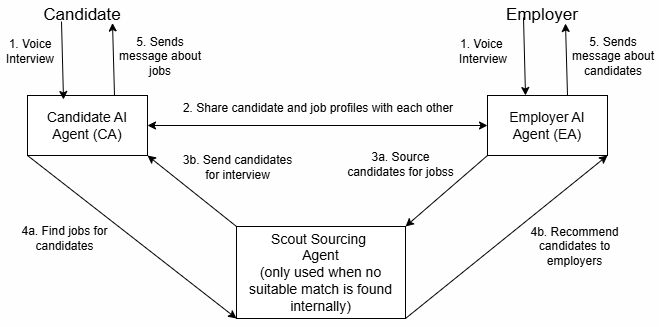 Candidate
Employer
1. Voice
Interview
5. Sends
message about
jobs
1. Voice
Interview
5. Sends
message about
candidates
Candidate AI
Agent (CA)
2. Share candidate and job profiles with each other
Employer AI
Agent (EA)
3b. Send candidates
for interview
3a. Source
candidates for jobss
4a. Find jobs for
candidates
Scout Sourcing
Agent
(only used when no
suitable match is found
internally)
4b. Recommend
candidates to
employers